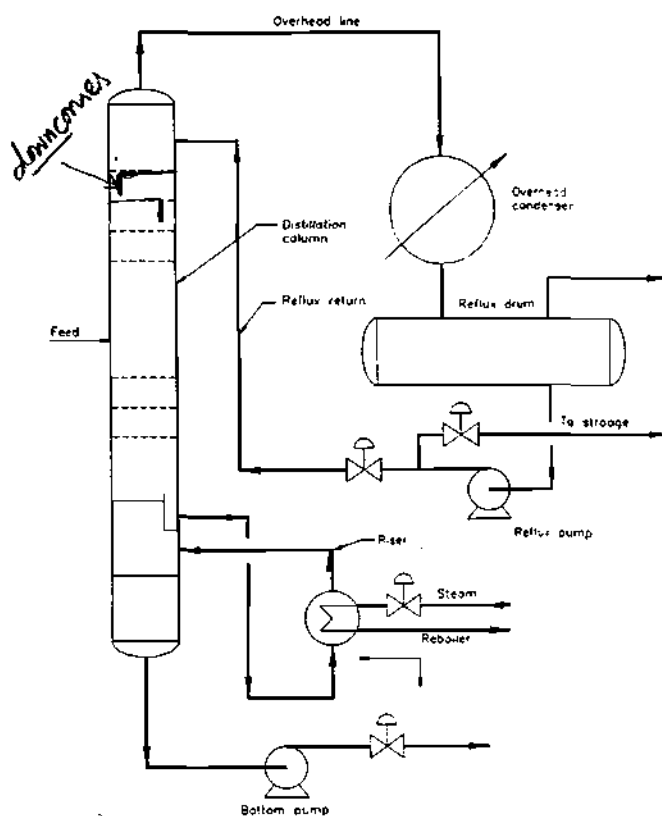 Overhead line
downcomes
Overhead
condenser
Distillation
column
Reflux drum
Reflux return
Feed
To stroage
Reflux pump
Riser
Steam
Reboiler
Bottom pump